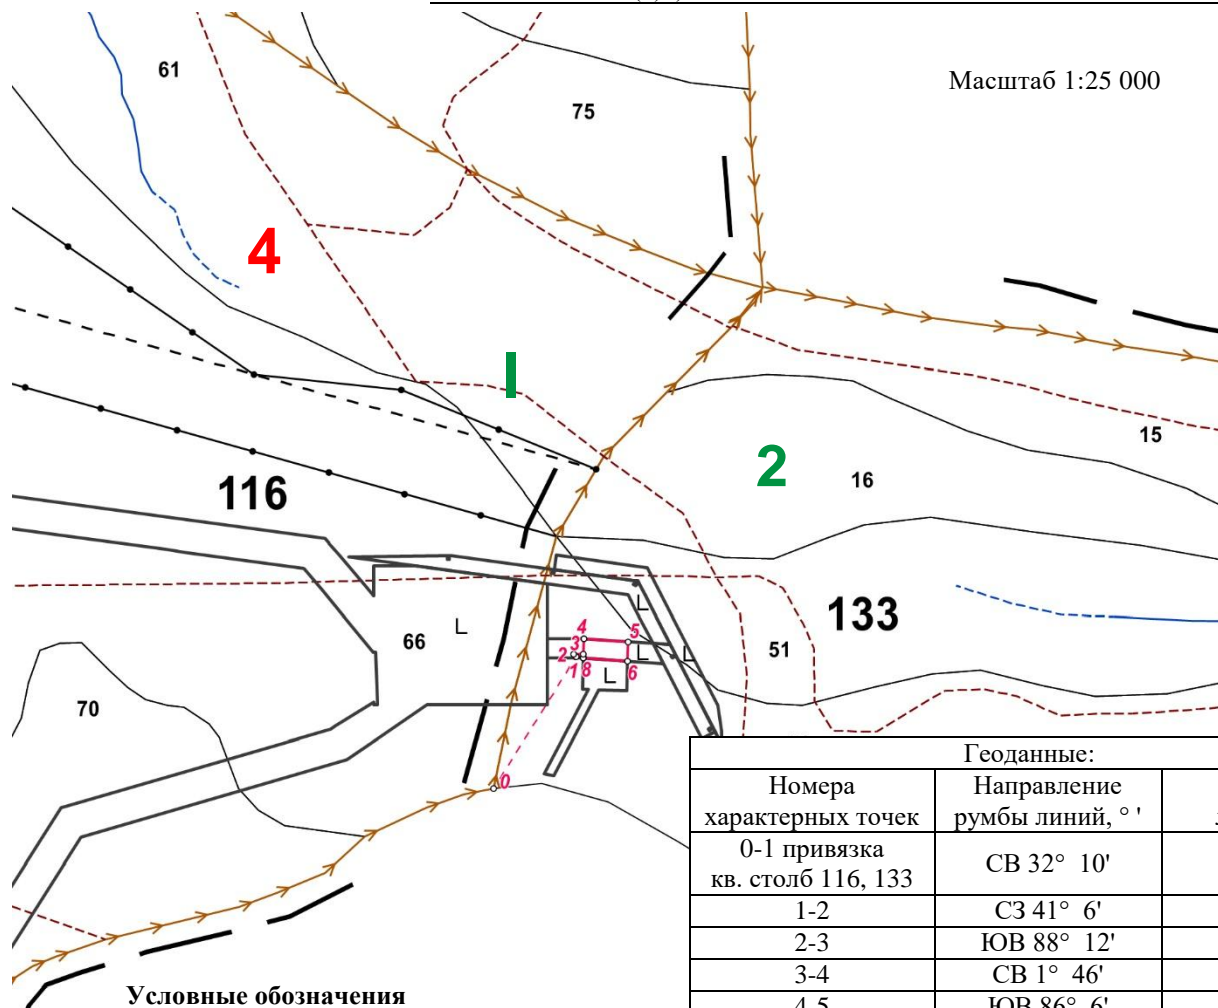 61
Масштаб 1:25 000
75
4
I
15
2
16
116
133
L
L
66
4
5
3
L
L
51
2
1 8
L
6
70
0
Геоданные:
Номера характерных точек
Направление румбы линий, ° '
0-1 привязка кв. столб 116, 133
СВ 32° 10'
1-2
СЗ 41° 6'
2-3
ЮВ 88° 12'
3-4
СВ 1° 46'
4-5
ЮВ 86° 6'
Условные обозначения